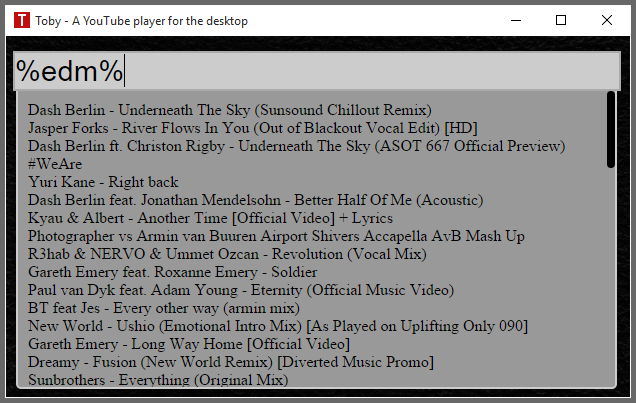 T Toby - A YouTube player for the desktop
%edm%
Dash Berlin - Underneath The Sky (Sunsound Chillout Remix)
Jasper Forks - River Flows In You (Out of Blackout Vocal Edit) [HD]
Dash Berlin ft. Christon Rigby - Underneath The Sky (ASOT 667 Official Preview)
#WeAre
Yuri Kane - Right back
Dash Berlin feat. Jonathan Mendelsohn - Better Half Of Me (Acoustic)
Kyau & Albert - Another Time [Official Video] + Lyrics
Photographer vs Armin van Buuren Airport Shivers Accapella AvB Mash Up
R3hab & NERVO & Ummet Ozcan - Revolution (Vocal Mix)
Gareth Emery feat. Roxanne Emery - Soldier
Paul van Dyk feat. Adam Young - Eternity (Official Music Video)
BT feat Jes - Every other way (armin mix)
New World - Ushio (Emotional Intro Mix) [As Played on Uplifting Only 090]
Gareth Emery - Long Way Home [Official Video]
Dreamy - Fusion (New World Remix) [Diverted Music Promo]
Sunbrothers - Everything (Original Mix)